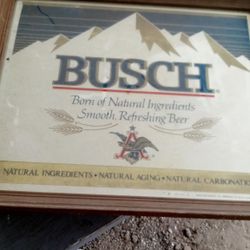 BUSCH
Born of Natural Ingredients
Smooth, Refreshing Beer
NATURAL INGREDIENTS • NATURAL AGING • NATURAL CARBONATIO